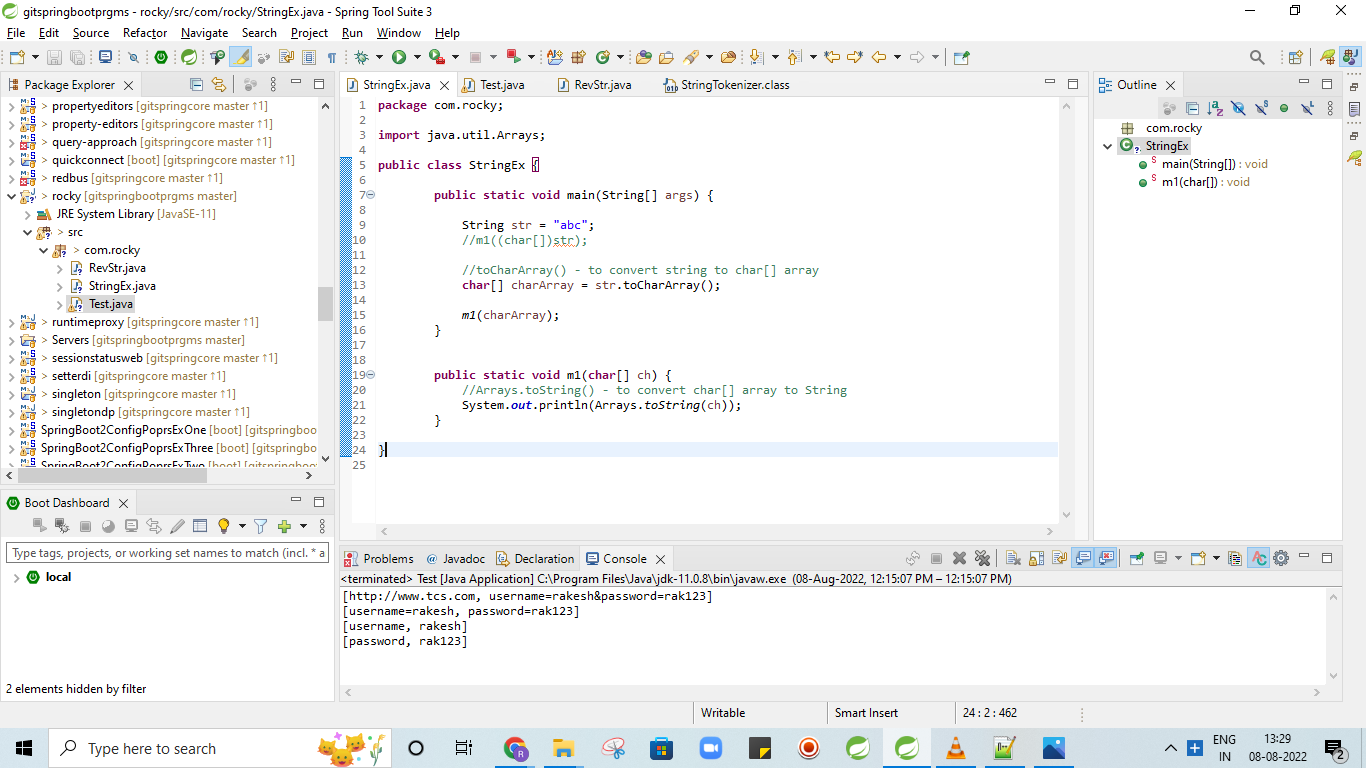 gitspringbootprgms - rocky/src/com/rocky/StringEx.java - Spring Tool Suite 3
File Edit Source Refactor Navigate Search Project Run Window Help
Package Explorer
propertyeditors [gitspringcore master ↑1]
property-editors [gitspringcore master ↑1]
query-approach [gitspringcore master ↑1]
quickconnect [boot] [gitspringcore master ↑1]
redbus [gitspringcore master ↑1]
rocky [gitspringbootprgms master]
JRE System Library [JavaSE-11]
> src
> com.rocky
RevStr.java
StringEx.java
Test.java
> runtimeproxy [gitspringcore master ↑1]
> Servers [gitspringbootprgms master]
> sessionstatusweb [gitspringcore master ↑1]
> setterdi [gitspringcore master ↑1]
> singleton [gitspringcore master ↑1]
> singletondp [gitspringcore master ↑1]
SpringBoot2ConfigPoprsExOne [boot] [gitspringboo
SpringBoot2ConfigPoprsExThree [boot] [gitspringbo
SpringBoot2ConfigPoprsExTwo [boot] [gitspringboo
Boot Dashboard
Type tags, projects, or working set names to match (incl. * a
local
2 elements hidden by filter
StringEx.java Test.java RevStr.java StringTokenizer.class
1 package com.rocky;
2
3 import java.util.Arrays;
4
5 public class StringEx {
6
7 public static void main(String[] args) {
8
9 String str = "abc";
10 //m1((char[])str);
11
12 //toCharArray() - to convert string to char[] array
13 char[] charArray = str.toCharArray();
14
15 m1(charArray);
16 }
17
18
19 public static void m1(char[] ch) {
20 //Arrays.toString() - to convert char[] array to String
21 System.out.println(Arrays.toString(ch));
22 }
23
24 }
25
Outline
com.rocky
StringEx
main(String[]) : void
m1(char[]) : void
Problems @ Javadoc Declaration Console
<terminated> Test [Java Application] C:\Program Files\Java\jdk-11.0.8\bin\javaw.exe (08-Aug-2022, 12:15:07 PM – 12:15:07 PM)
[http://www.tcs.com, username=rakesh&password=rak123]
[username=rakesh, password=rak123]
[username, rakesh]
[password, rak123]
Writable Smart Insert 24 : 2 : 462
Type here to search
ENG
IN
13:29
08-08-2022
2